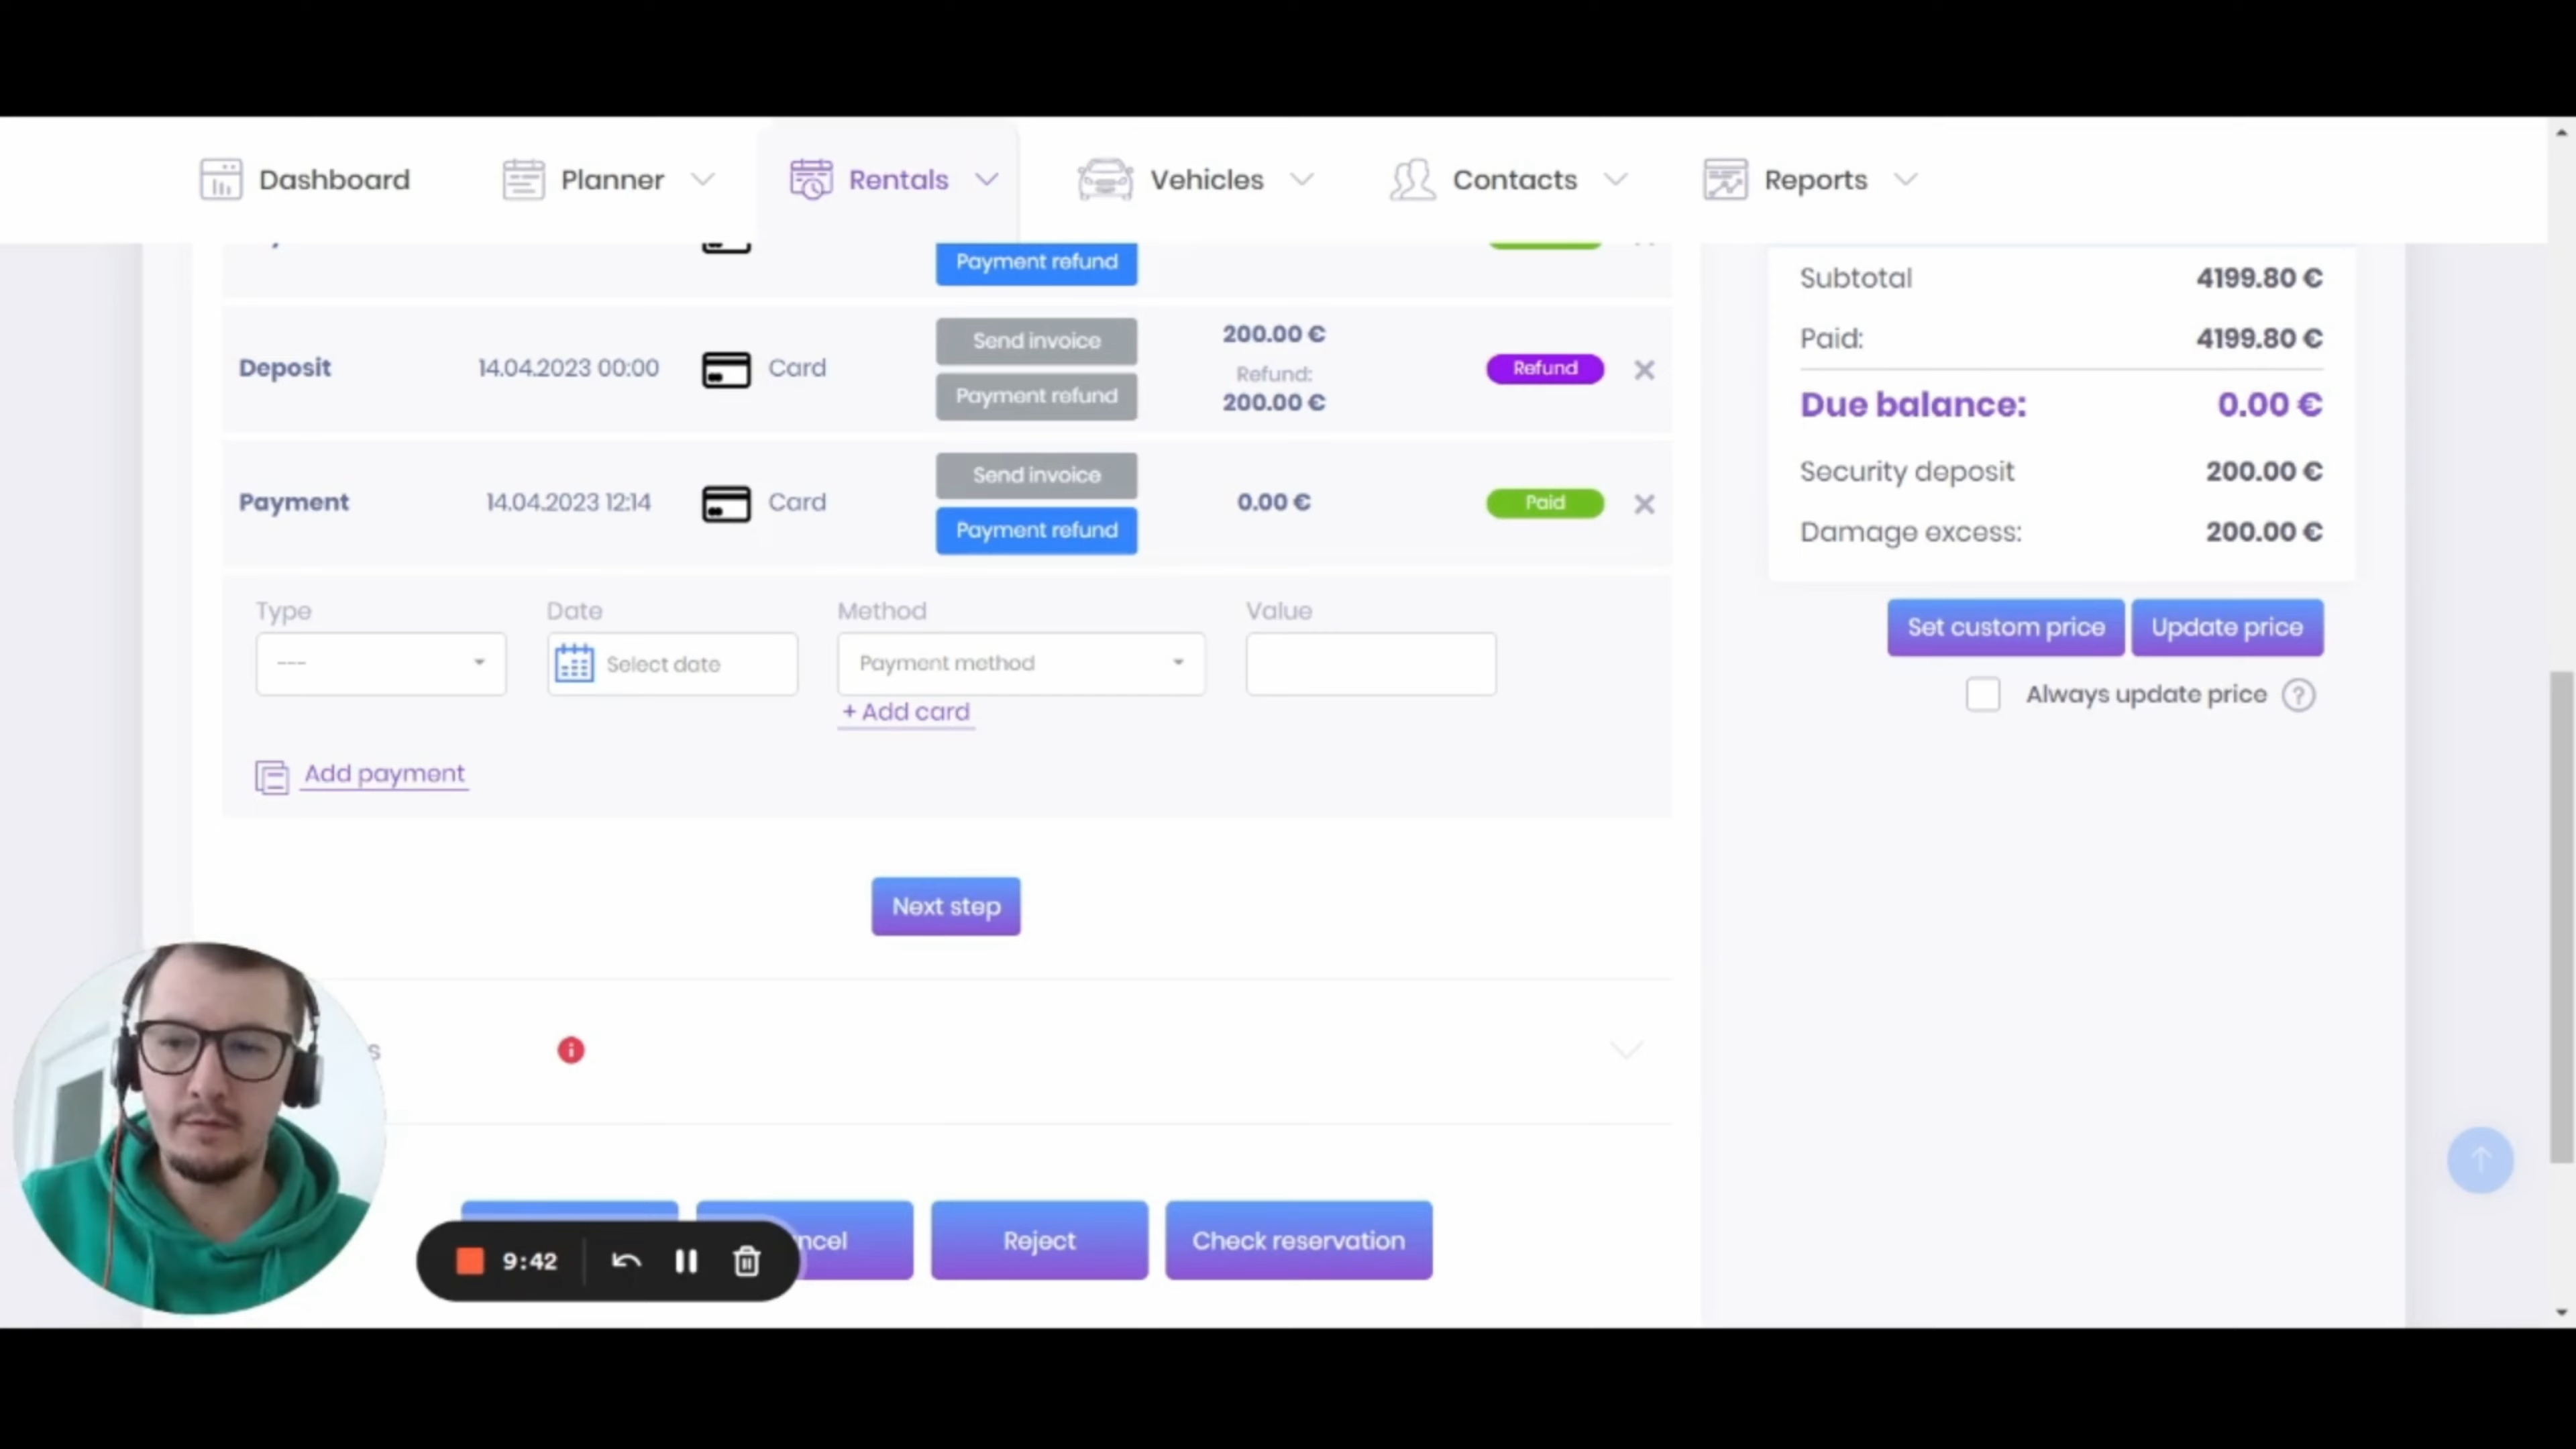 Dashboard
Planner
Rentals
Vehicles
Contacts
Reports
Payment refund
Deposit
14.04.2023 00:00
Card
Send invoice
Payment refund
200.00 €
Refund:
200.00 €
Refund
Payment
14.04.2023 12:14
Card
Send invoice
Payment refund
0.00 €
Paid
Type
Date
Method
Value
---
Select date
Payment method
+ Add card
Add payment
Next step
s
ncel
Reject
Check reservation
9:42
Subtotal
4199.80 €
Paid:
4199.80 €
Due balance:
0.00 €
Security deposit
200.00 €
Damage excess:
200.00 €
Set custom price
Update price
Always update price ?